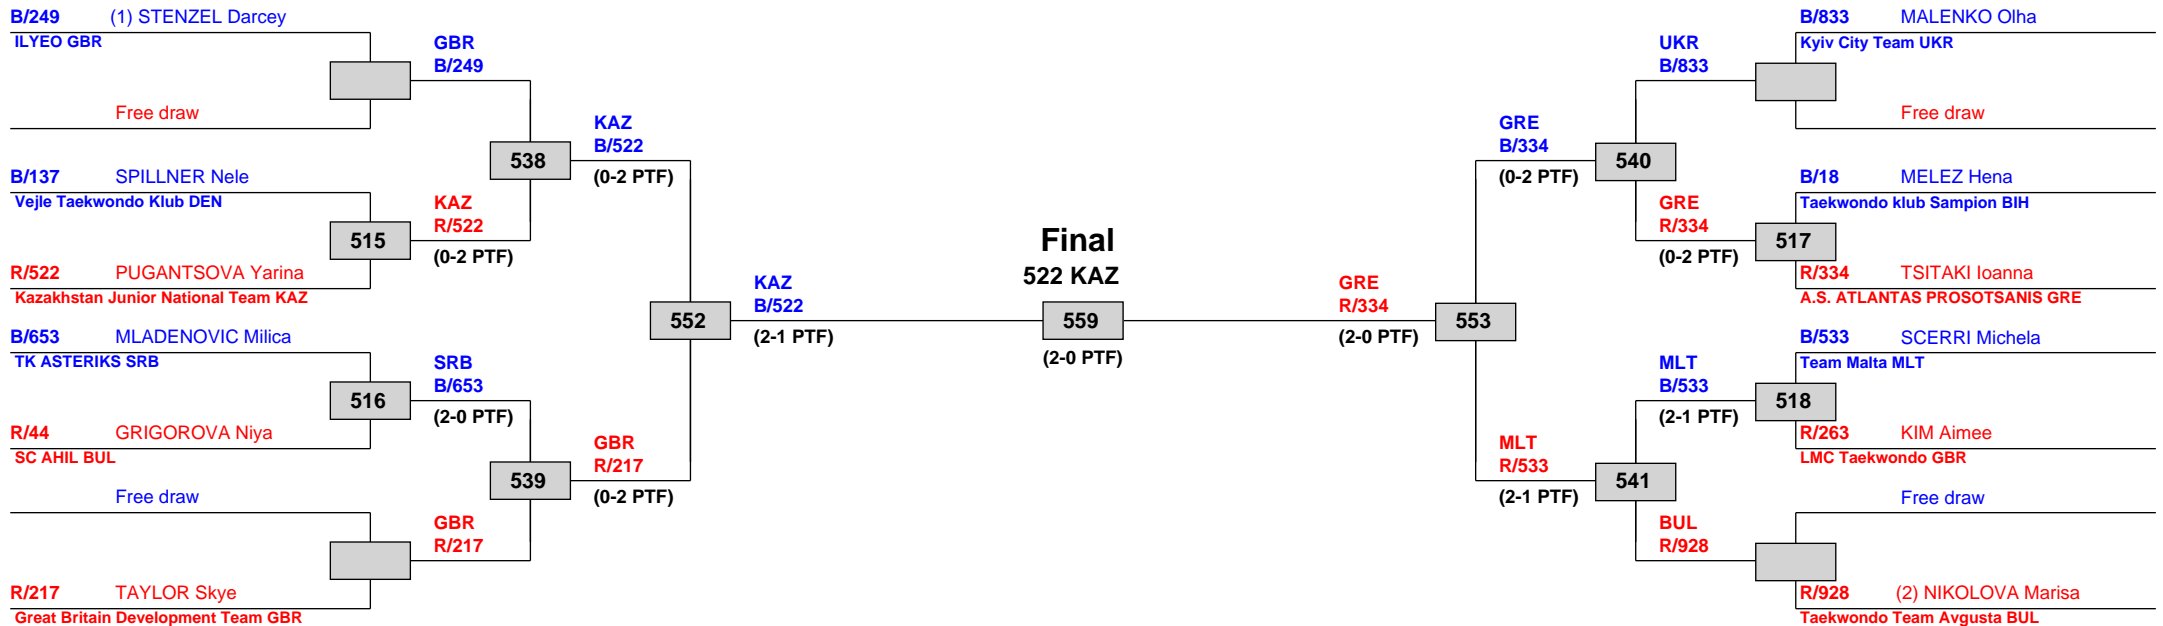 B/249 (1) STENZEL Darcey
ILYEO GBR
Free draw
GBR
B/249
B/137 SPILLNER Nele
Vejle Taekwondo Klub DEN
515
R/522 PUGANTSOVA Yarina
Kazakhstan Junior National Team KAZ
KAZ
R/522
(0-2 PTF)
538
KAZ
B/522
(0-2 PTF)
B/653 MLADENOVIC Milica
TK ASTERIKS SRB
516
R/44 GRIGOROVA Niya
SC AHIL BUL
SRB
B/653
(2-0 PTF)
Free draw
R/217 TAYLOR Skye
Great Britain Development Team GBR
GBR
R/217
539
GBR
R/217
(0-2 PTF)
552
KAZ
B/522
(2-1 PTF)
Final
522 KAZ
559
(2-0 PTF)
GRE
R/334
(2-0 PTF)
553
GRE
B/334
(0-2 PTF)
540
UKR
B/833
B/833 MALENKO Olha
Kyiv City Team UKR
Free draw
GRE
R/334
(0-2 PTF)
B/18 MELEZ Hena
Taekwondo klub Sampion BIH
517
R/334 TSITAKI Ioanna
A.S. ATLANTAS PROSOTSANIS GRE
MLT
R/533
(2-1 PTF)
541
MLT
B/533
(2-1 PTF)
B/533 SCERRI Michela
Team Malta MLT
518
R/263 KIM Aimee
LMC Taekwondo GBR
BUL
R/928
Free draw
R/928 (2) NIKOLOVA Marisa
Taekwondo Team Avgusta BUL